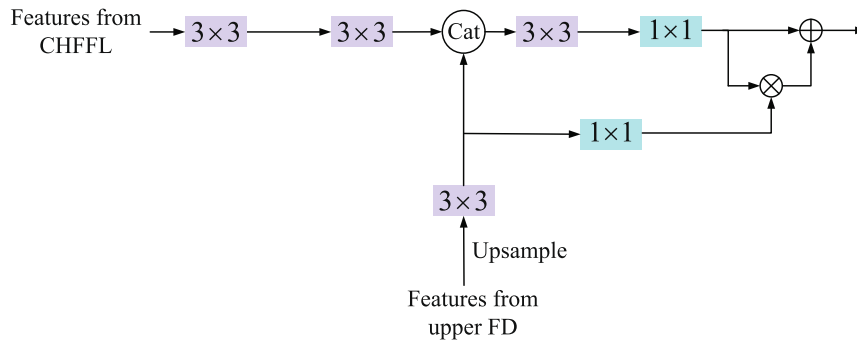 Features from
CHFFL
3×3
3×3
Cat
3×3
1×1
1×1
3×3
Upsample
Features from
upper FD